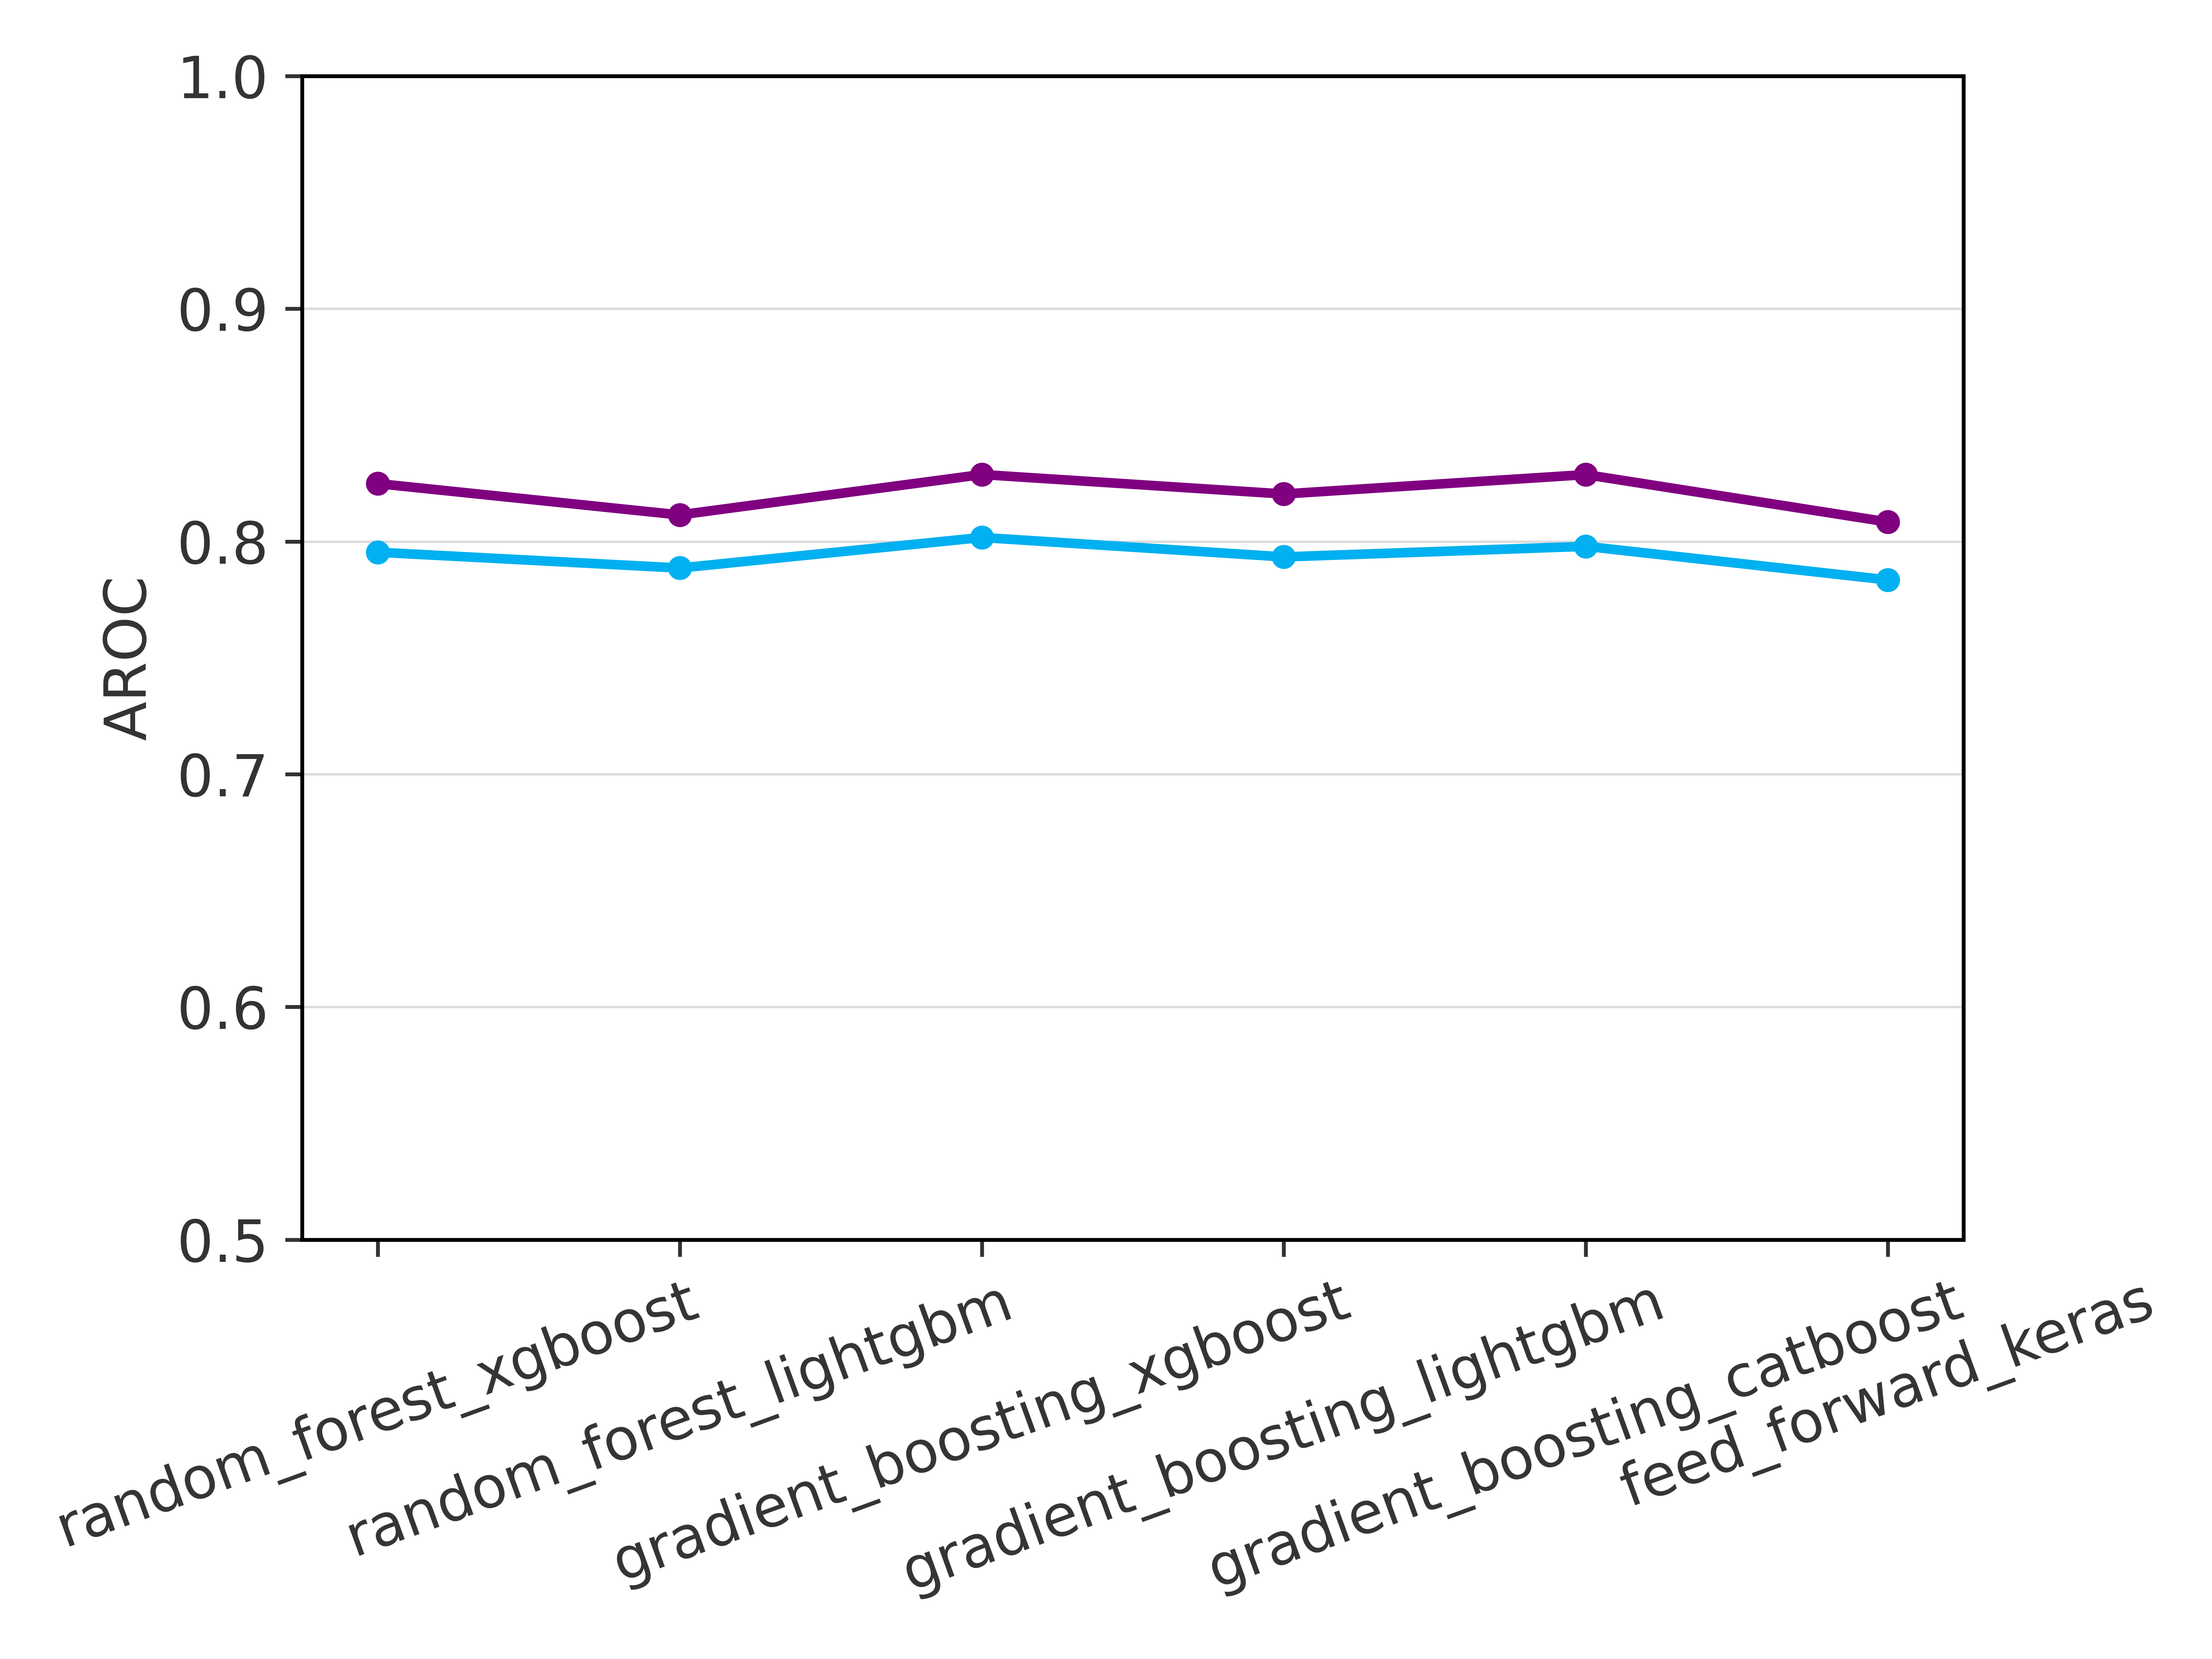 1.0
0.9
0.8
0.7
0.6
0.5
AROC
random_forest_xgboost
random_forest_lightgbm
gradient_boosting_xgboost
gradient_boosting_lightgbm
gradient_boosting_catboost
feed_forward_keras